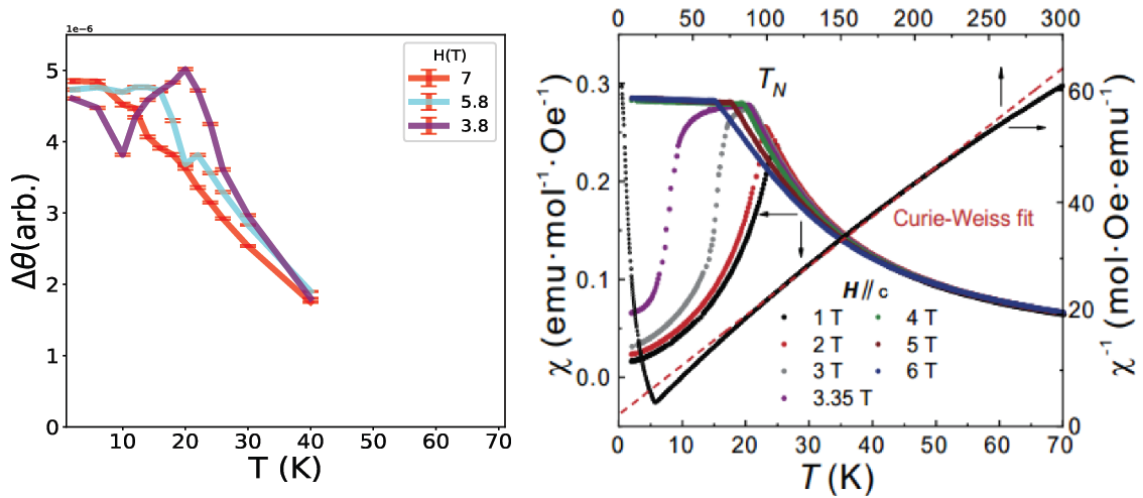 1e-6
5
4
3
2
1
0
Δθ(arb.)
10 20 30 40 50 60 70
T (K)
H(T)
7
5.8
3.8
0 50 100 150 200 250 300
0.3
0.2
0.1
0.0
χ (emu·mol⁻¹·Oe⁻¹)
T_N
Curie-Weiss fit
H // c
1 T 4 T
2 T 5 T
3 T 6 T
3.35 T
60
40
20
0
χ⁻¹ (mol·Oe·emu⁻¹)
0 10 20 30 40 50 60 70
T (K)